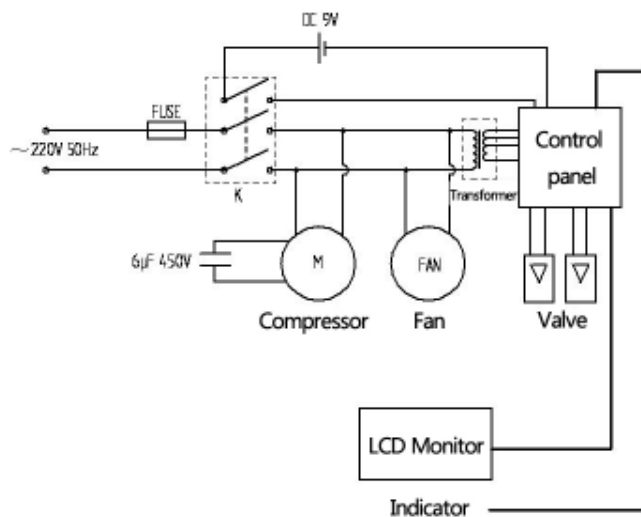 DC 9V
FUSE
～220V 50Hz
K
Transformer
Control
panel
6μF 450V
M
FAN
Compressor
Fan
Valve
LCD Monitor
Indicator